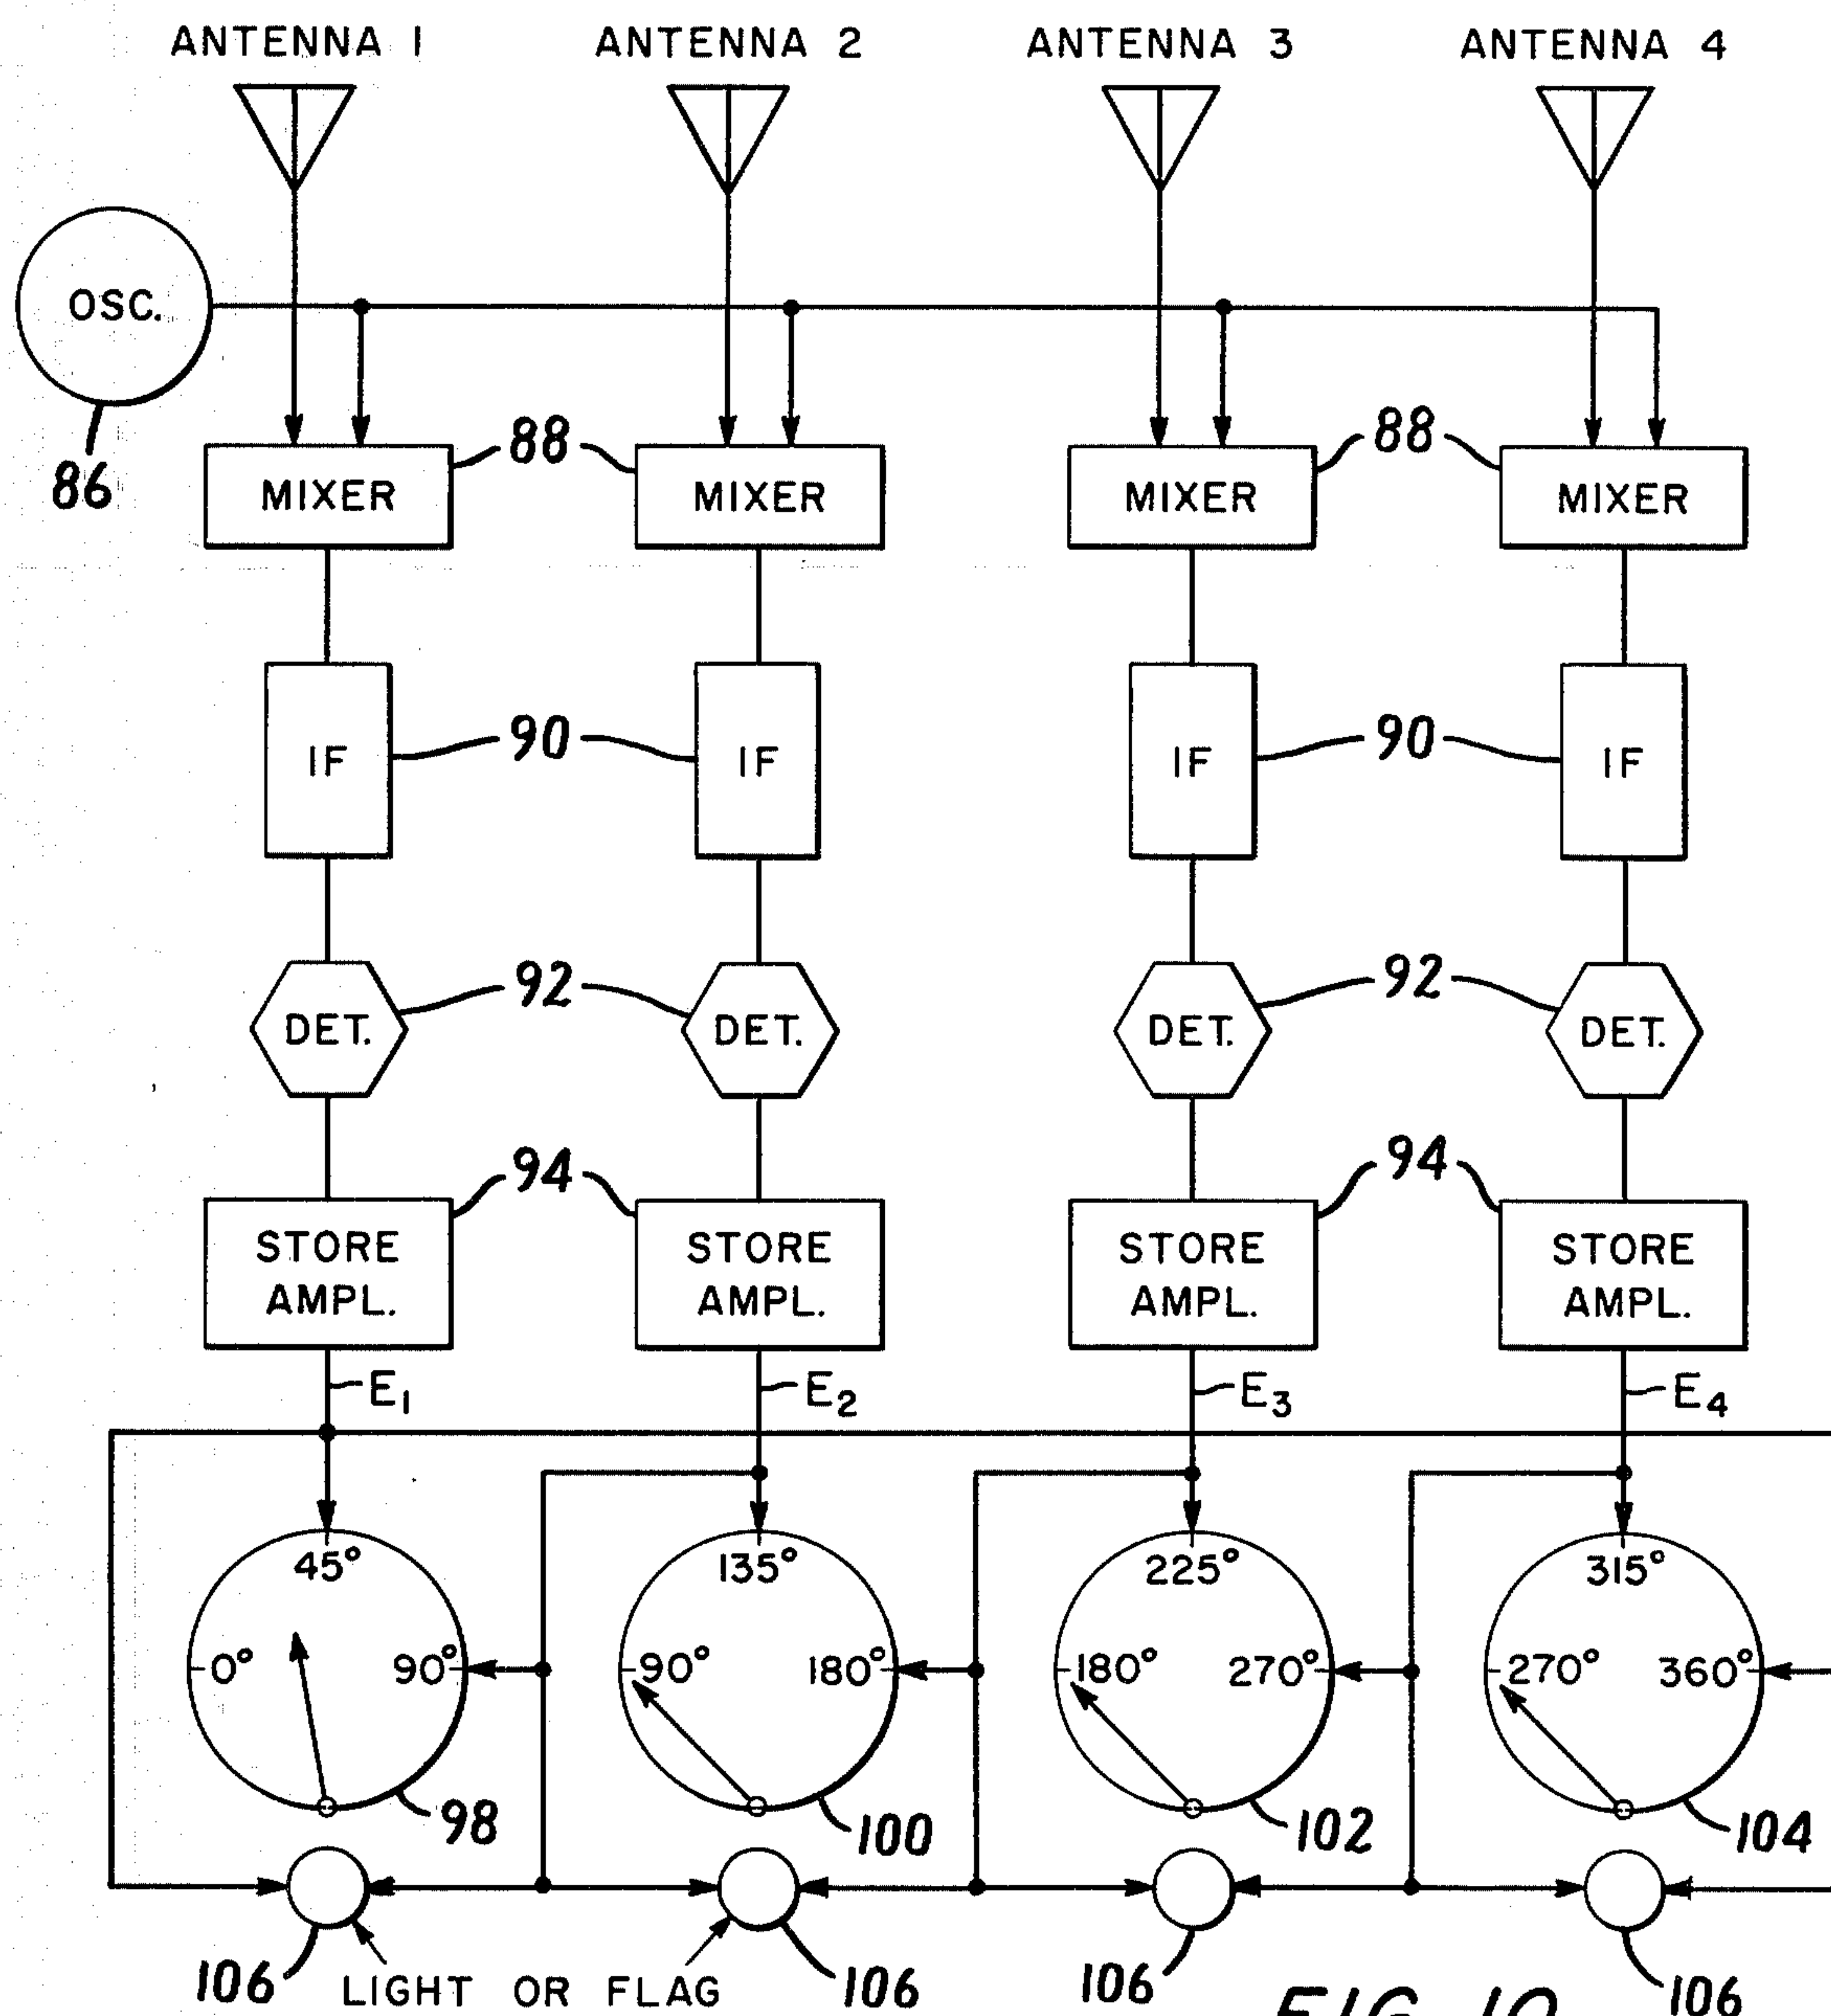 ANTENNA 1 ANTENNA 2 ANTENNA 3 ANTENNA 4
OSC.
86
88 88
MIXER MIXER MIXER MIXER
90 90
IF IF IF IF
92 92
DET. DET. DET. DET.
94 94
STORE STORE STORE STORE
AMPL. AMPL. AMPL. AMPL.
E1 E2 E3 E4
45° 135° 225° 315°
0° 90° 90° 180° 180° 270° 270° 360°
98 100 102 104
106 LIGHT OR FLAG 106 106 106
FIG. 10